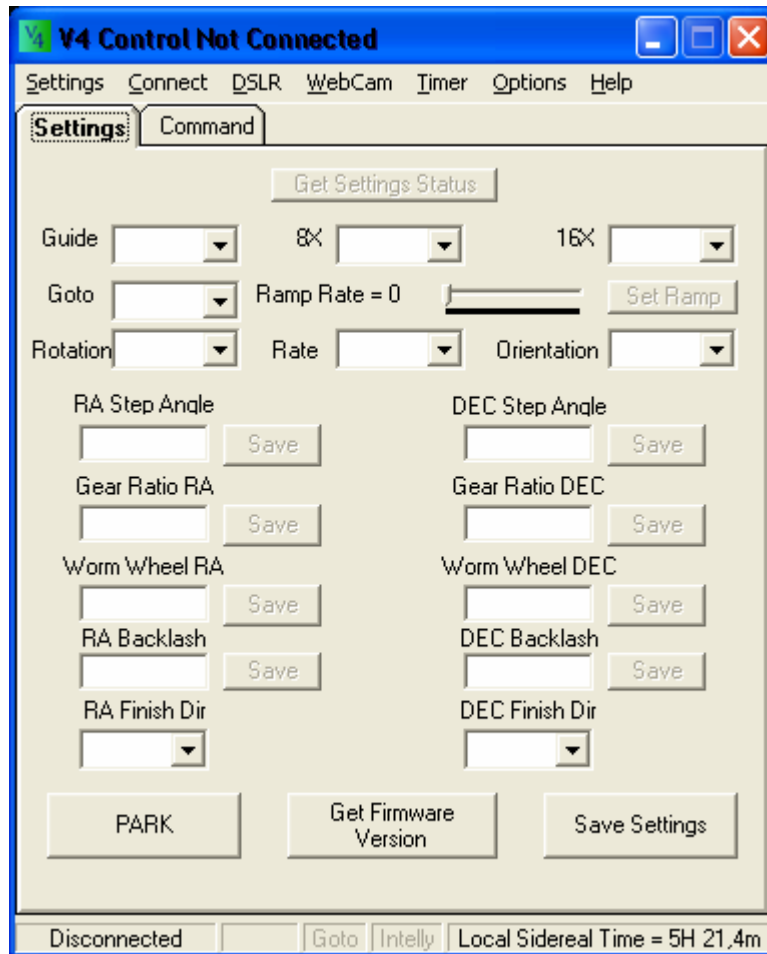 V4 V4 Control Not Connected
Settings Connect DSLR WebCam Timer Options Help
Settings Command
Get Settings Status
Guide 8X 16X
Goto Ramp Rate = 0 Set Ramp
Rotation Rate Orientation
RA Step Angle DEC Step Angle
Save Save
Gear Ratio RA Gear Ratio DEC
Save Save
Worm Wheel RA Worm Wheel DEC
Save Save
RA Backlash DEC Backlash
Save Save
RA Finish Dir DEC Finish Dir
PARK Get Firmware Version Save Settings
Disconnected Goto Intelly Local Sidereal Time = 5H 21,4m